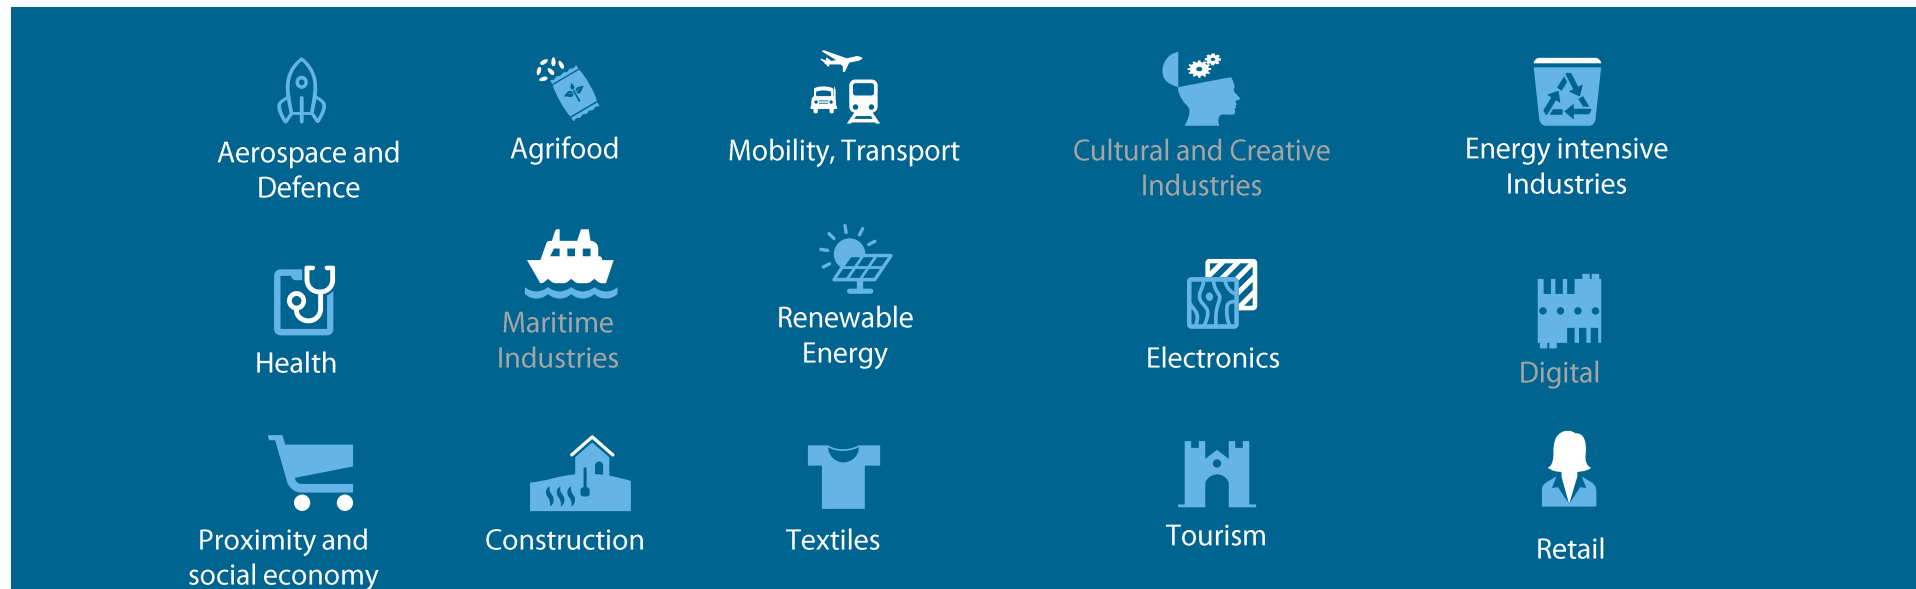 Aerospace and
Defence
Agrifood
Mobility, Transport
Cultural and Creative
Industries
Energy intensive
Industries
Health
Maritime
Industries
Renewable
Energy
Electronics
Digital
Proximity and
social economy
Construction
Textiles
Tourism
Retail